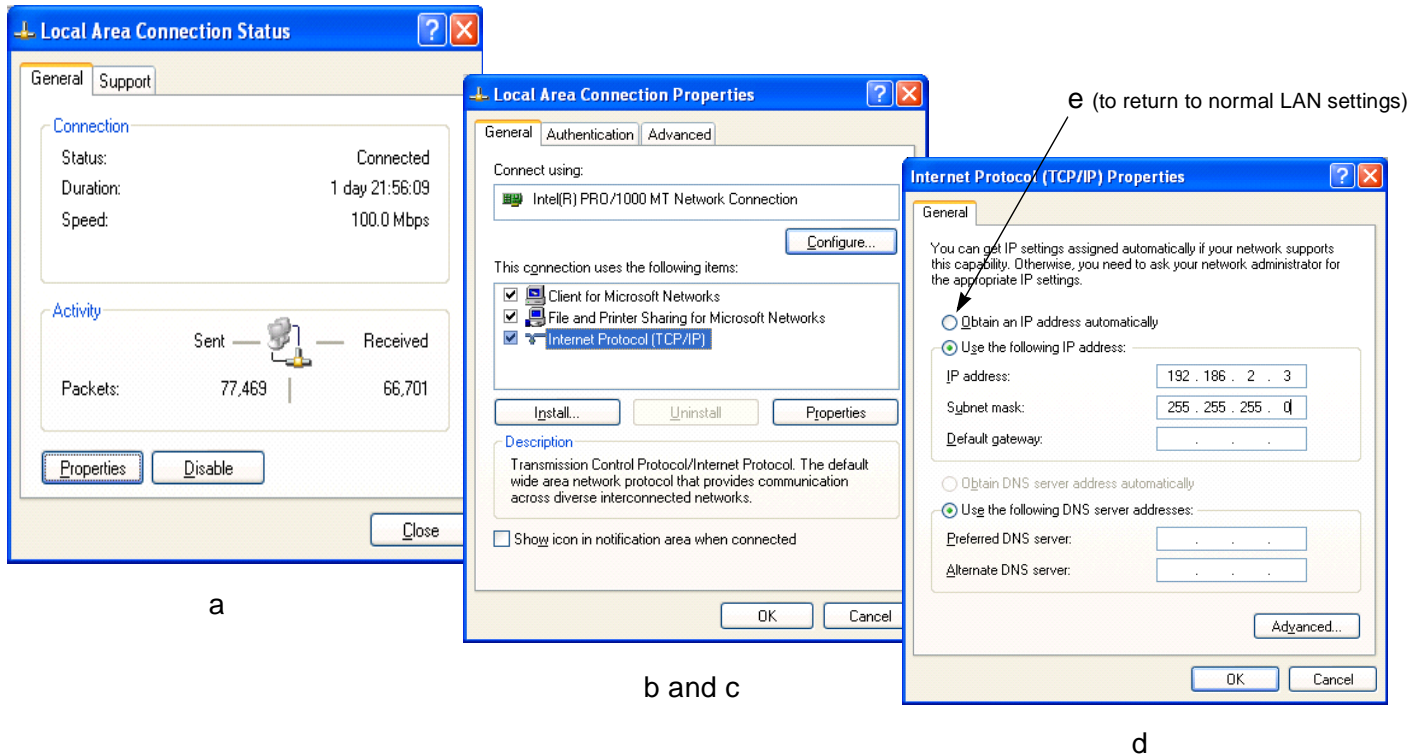 Local Area Connection Status
General Support
Connection
Status: Connected
Duration: 1 day 21:56:09
Speed: 100.0 Mbps
Activity
Sent Received
Packets: 77,469 66,701
Properties Disable
Close
a
Local Area Connection Properties
General Authentication Advanced
Connect using:
Intel(R) PRO/1000 MT Network Connection
Configure...
This connection uses the following items:
Client for Microsoft Networks
File and Printer Sharing for Microsoft Networks
Internet Protocol (TCP/IP)
Install... Uninstall Properties
Description
Transmission Control Protocol/Internet Protocol. The default
wide area network protocol that provides communication
across diverse interconnected networks.
Show icon in notification area when connected
OK Cancel
b and c
e (to return to normal LAN settings)
Internet Protocol (TCP/IP) Properties
General
You can get IP settings assigned automatically if your network supports
this capability. Otherwise, you need to ask your network administrator for
the appropriate IP settings.
Obtain an IP address automatically
Use the following IP address:
IP address: 192 . 186 . 2 . 3
Subnet mask: 255 . 255 . 255 . 0
Default gateway: . . .
Obtain DNS server address automatically
Use the following DNS server addresses:
Preferred DNS server: . . .
Alternate DNS server: . . .
Advanced...
OK Cancel
d